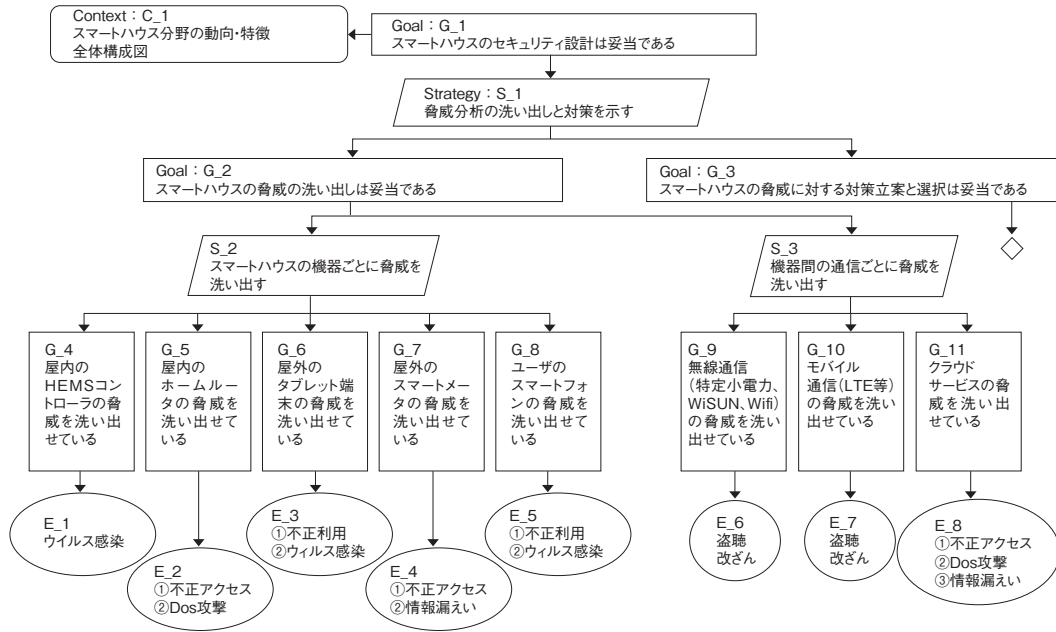 Context：C_1
スマートハウス分野の動向・特徴
全体構成図
Goal：G_1
スマートハウスのセキュリティ設計は妥当である
Strategy：S_1
脅威分析の洗い出しと対策を示す
Goal：G_2
スマートハウスの脅威の洗い出しは妥当である
Goal：G_3
スマートハウスの脅威に対する対策立案と選択は妥当である
S_2
スマートハウスの機器ごとに脅威を
洗い出す
S_3
機器間の通信ごとに脅威を
洗い出す
G_4
屋内の
HEMSコン
トローラの脅
威を洗い出
せている
G_5
屋内の
ホームルー
タの脅威を
洗い出せて
いる
G_6
屋外の
タブレット端
末の脅威を
洗い出せて
いる
G_7
屋外の
スマートメー
タの脅威を
洗い出せて
いる
G_8
ユーザの
スマートフォ
ンの脅威を
洗い出せて
いる
G_9
無線通信
（特定小電力、
WiSUN、Wifi）
の脅威を洗い
出せている
G_10
モバイル
通信（LTE等）
の脅威を洗い
出せている
G_11
クラウド
サービスの脅
威を洗い出
せている
E_1
ウイルス感染
E_2
①不正アクセス
②Dos攻撃
E_3
①不正利用
②ウィルス感染
E_4
①不正アクセス
②情報漏えい
E_5
①不正利用
②ウィルス感染
E_6
盗聴
改ざん
E_7
盗聴
改ざん
E_8
①不正アクセス
②Dos攻撃
③情報漏えい